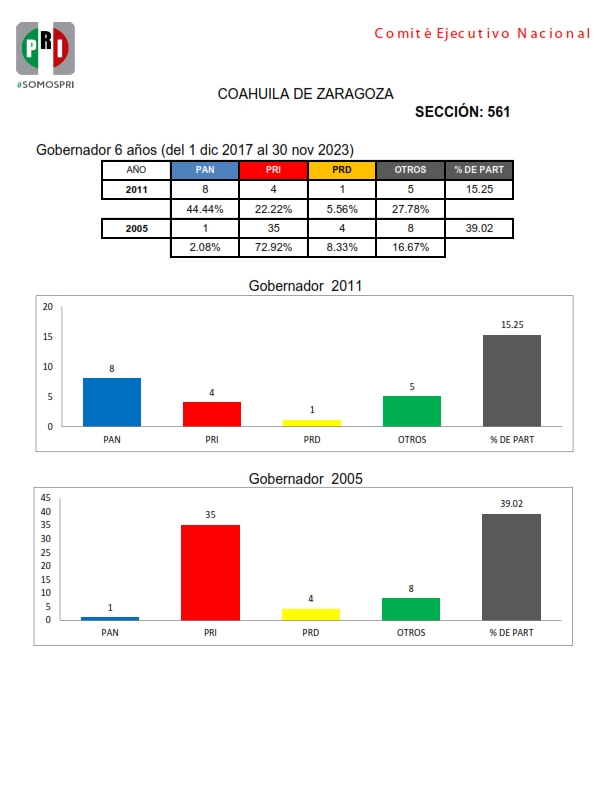 PRI
#SOMOSPRI
Comité Ejecutivo Nacional
COAHUILA DE ZARAGOZA
SECCIÓN: 561
Gobernador 6 años (del 1 dic 2017 al 30 nov 2023)
AÑO PAN PRI PRD OTROS % DE PART
2011 8 4 1 5 15.25
44.44% 22.22% 5.56% 27.78%
2005 1 35 4 8 39.02
2.08% 72.92% 8.33% 16.67%
Gobernador 2011
20
15
10
5
0
8
4
1
5
15.25
PAN PRI PRD OTROS % DE PART
Gobernador 2005
45
40
35
30
25
20
15
10
5
0
1
35
4
8
39.02
PAN PRI PRD OTROS % DE PART